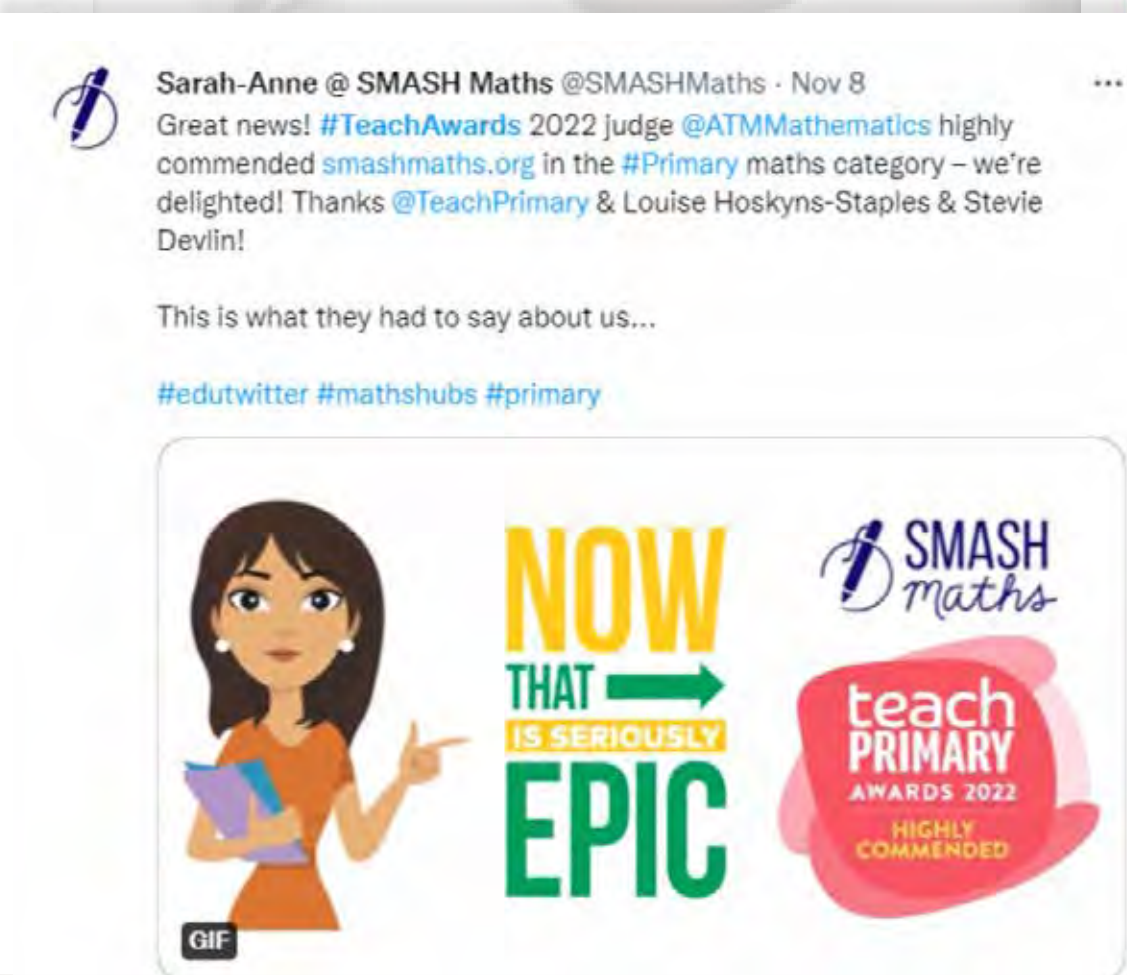 Sarah-Anne @ SMASH Maths @SMASHMaths · Nov 8
Great news! #TeachAwards 2022 judge @ATMMathematics highly
commended smashmaths.org in the #Primary maths category – we're
delighted! Thanks @TeachPrimary & Louise Hoskyns-Staples & Stevie
Devlin!
This is what they had to say about us...
#edutwitter #mathshubs #primary
NOW
THAT
IS SERIOUSLY
EPIC
SMASH
maths
teach
PRIMARY
AWARDS 2022
HIGHLY
COMMENDED
GIF